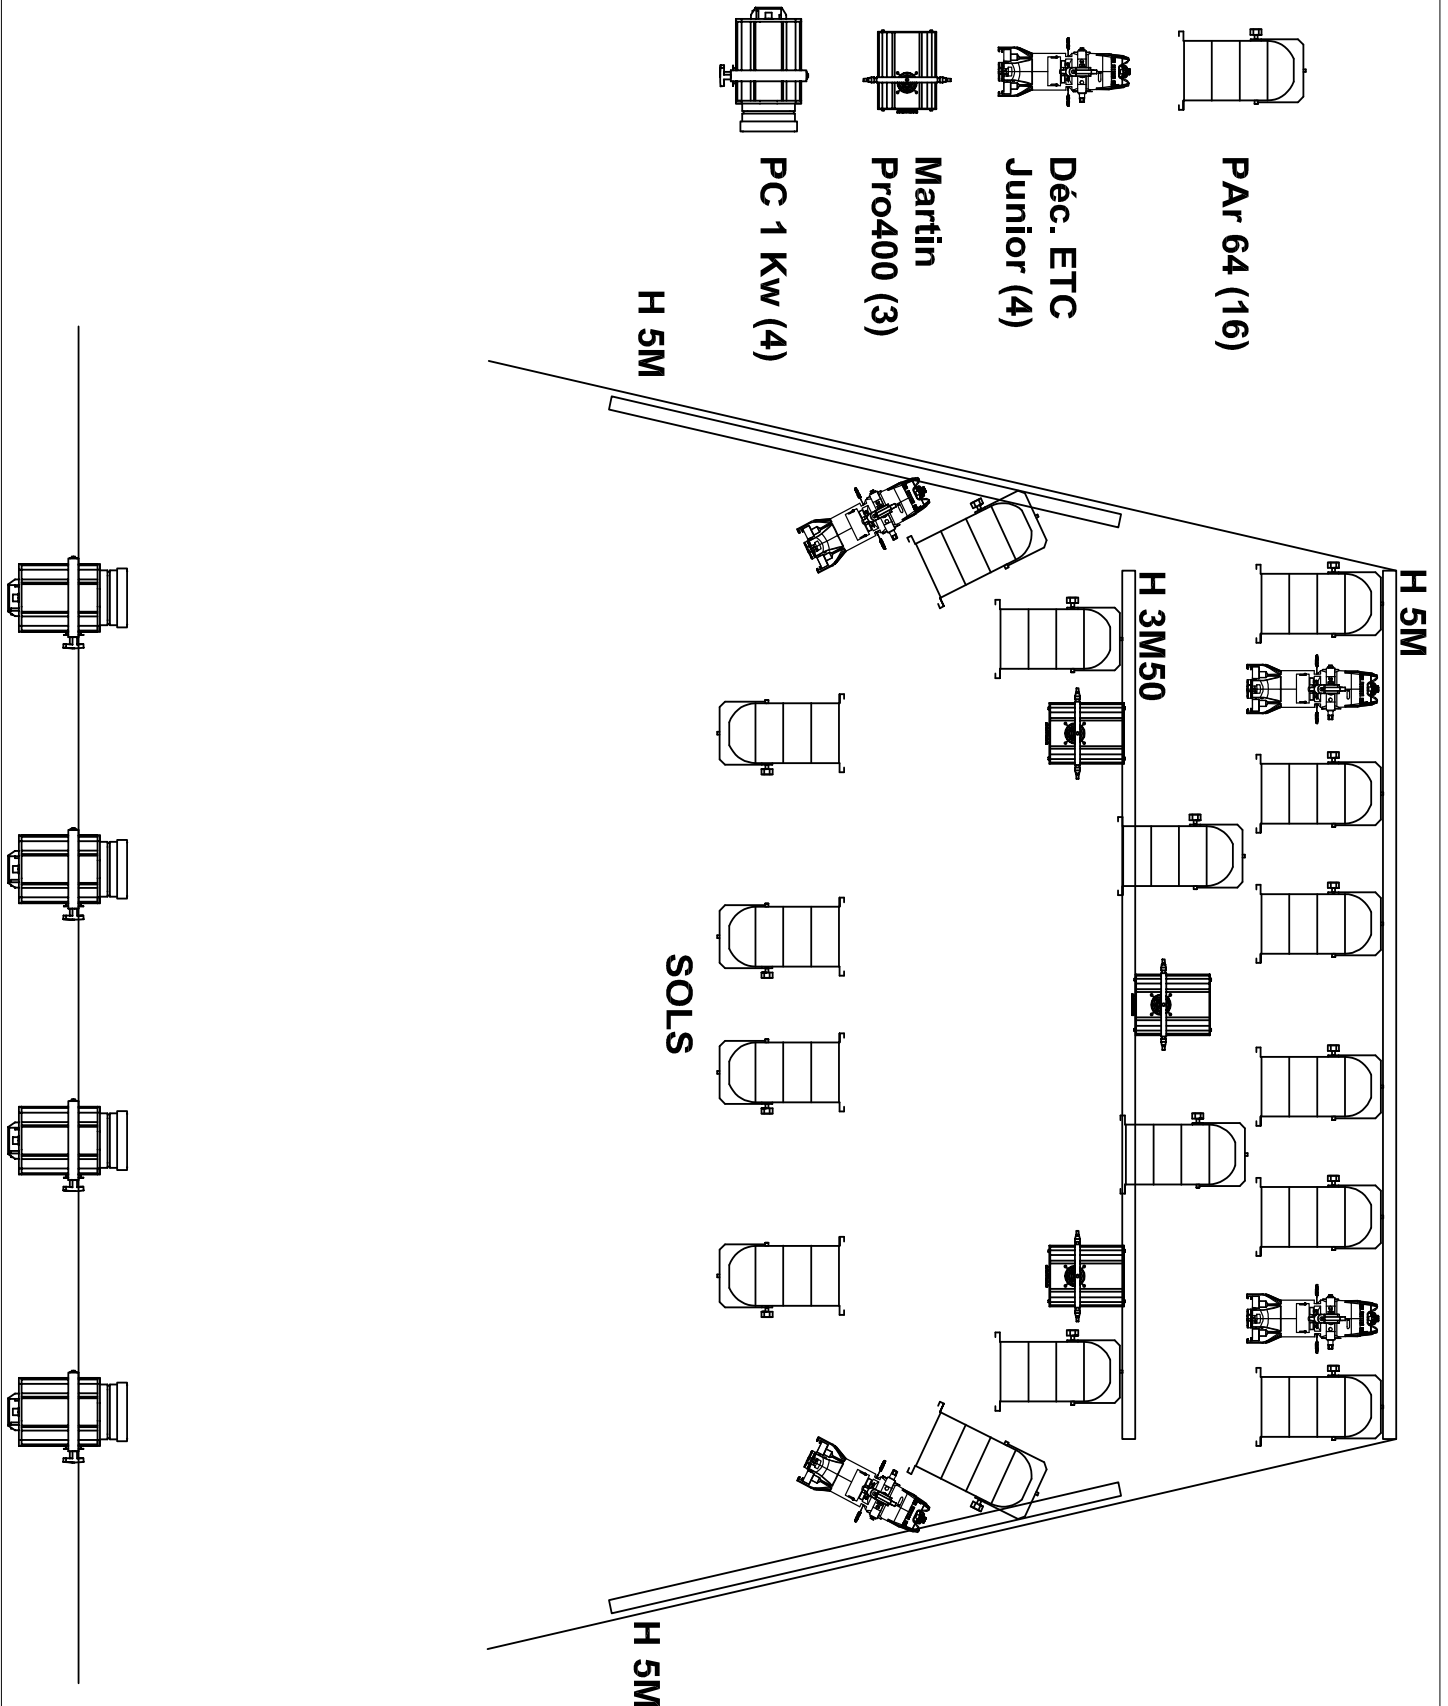 PAr 64 (16)
Déc. ETC
Junior (4)
Martin
Pro400 (3)
PC 1 Kw (4)
H 5M
H 5M
H 3M50
SOLS
H 5M